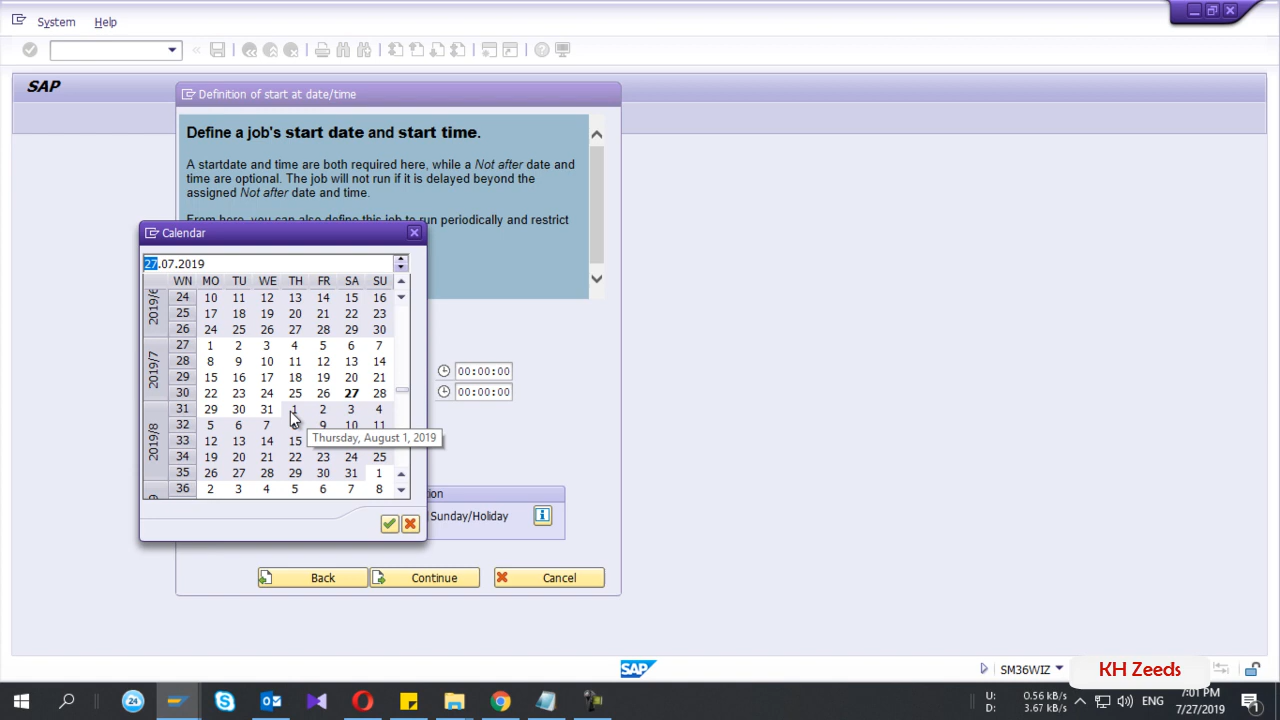 System Help
SAP
Definition of start at date/time
Define a job's start date and start time.
A startdate and time are both required here, while a Not after date and
time are optional. The job will not run if it is delayed beyond the
assigned Not after date and time.
From here, you can also define this job to run periodically and restrict
Calendar
27.07.2019
WN MO TU WE TH FR SA SU
2019/6
24 10 11 12 13 14 15 16
25 17 18 19 20 21 22 23
26 24 25 26 27 28 29 30
2019/7
27 1 2 3 4 5 6 7
28 8 9 10 11 12 13 14
29 15 16 17 18 19 20 21
30 22 23 24 25 26 27 28
2019/8
31 29 30 31 1 2 3 4
32 5 6 7 9 10 11
33 12 13 14 15
34 19 20 21 22 23 24 25
35 26 27 28 29 30 31 1
36 2 3 4 5 6 7 8
Thursday, August 1, 2019
00:00:00
00:00:00
tion
Sunday/Holiday
Back Continue Cancel
SAP
SM36WIZ
KH Zeeds
24
U: 0.56 kB/s
D: 3.67 kB/s
ENG
7:01 PM
7/27/2019
1